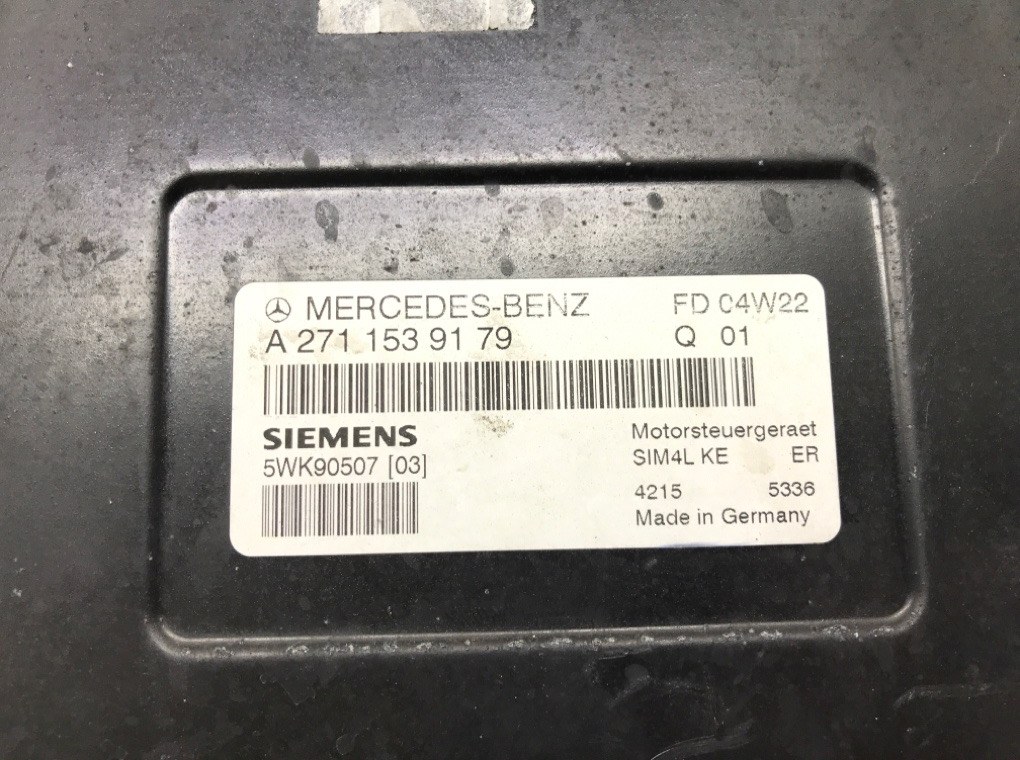 MERCEDES-BENZ FD 04W22
A 271 153 91 79 Q 01
SIEMENS Motorsteuergeraet
5WK90507 [03] SIM4L KE ER
4215 5336
Made in Germany